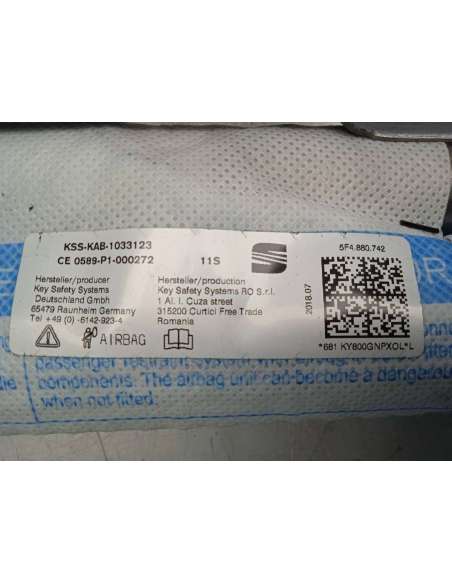 KSS-KAB-1033123
CE 0589-P1-000272
11S
Hersteller/producer
Key Safety Systems
Deutschland GmbH
65479 Raunheim Germany
Tel +49 (0) -6142-923-4
AIRBAG
Hersteller/production
Key Safety Systems RO S.r.l.
1 Al. I. Cuza street
315200 Curtici Free Trade
Romania
2018.07
5F4.880.742
*681 KY800GNPXOL*L
passenger restraint system
components. The airbag unit can become a dangerous
when not fitted.